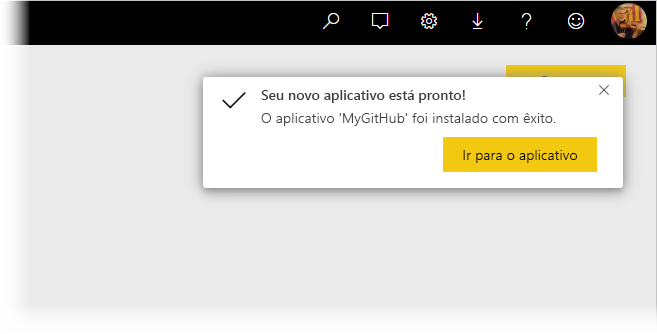 Seu novo aplicativo está pronto!
O aplicativo 'MyGitHub' foi instalado com êxito.
Ir para o aplicativo